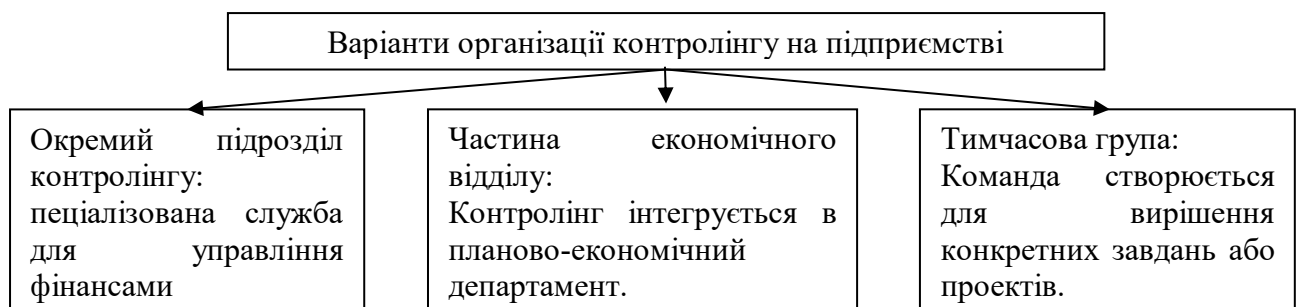 Варіанти організації контролінгу на підприємстві
Окремий підрозділ
контролінгу:
пеціалізована служба
для управління
фінансами
Частина економічного
відділу:
Контролінг інтегрується в
планово-економічний
департамент.
Тимчасова група:
Команда створюється
для вирішення
конкретних завдань або
проектів.